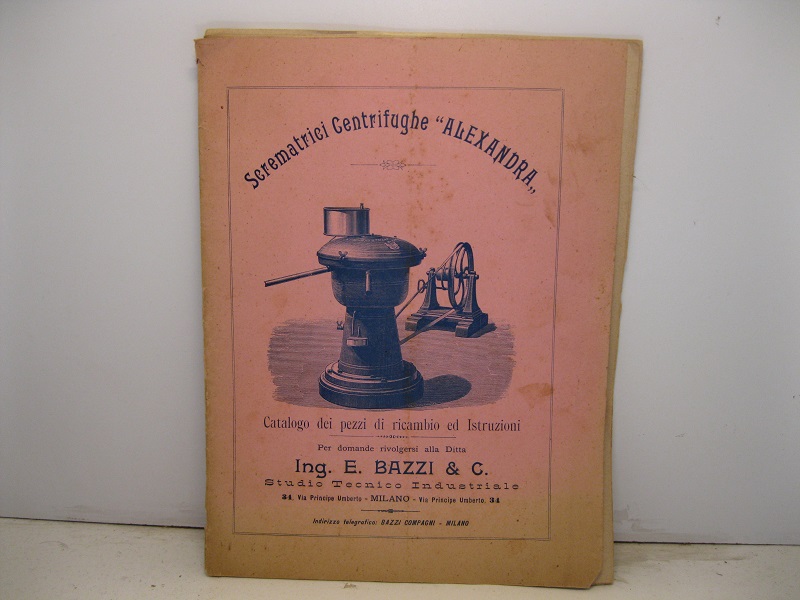 Scrematrici Centrifughe "ALEXANDRA„
Catalogo dei pezzi di ricambio ed Istruzioni
Per domande rivolgersi alla Ditta
Ing. E. BAZZI & C.
Studio Tecnico Industriale
34, Via Principe Umberto - MILANO - Via Principe Umberto, 34
Indirizzo telegrafico: BAZZI COMPAGNI - MILANO